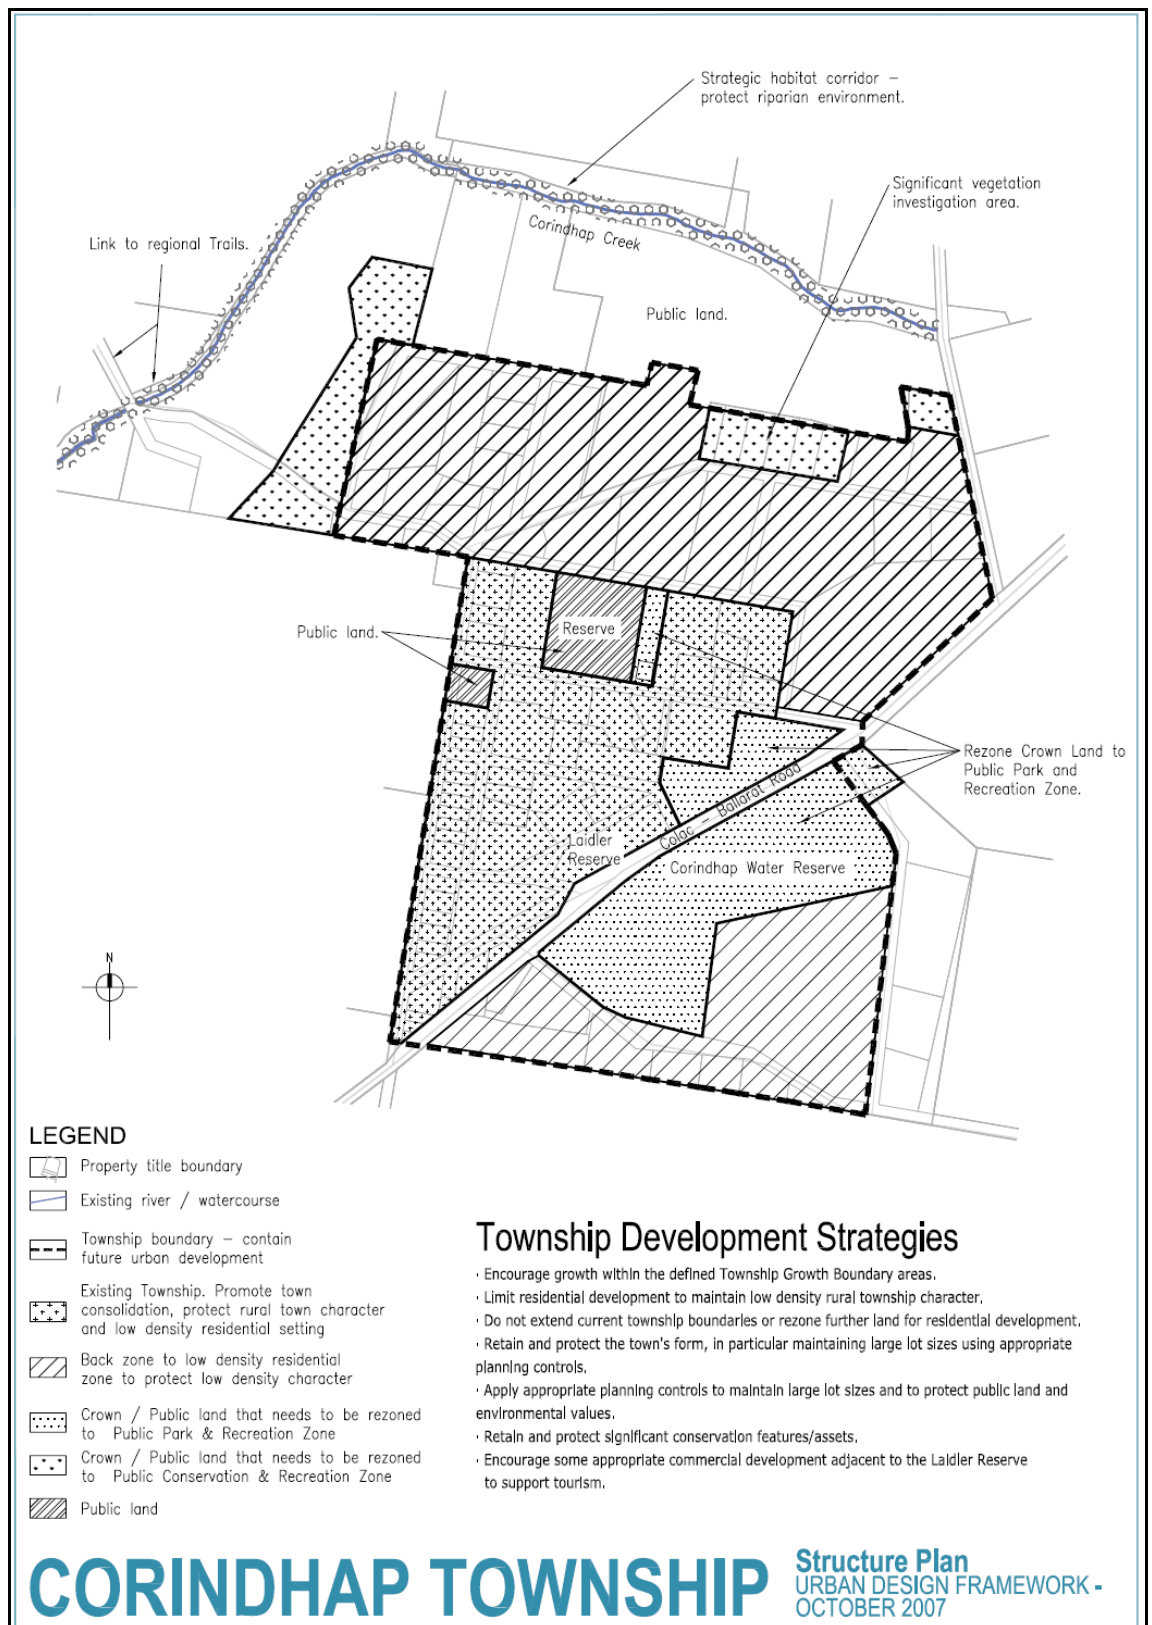 Strategic habitat corridor –
protect riparian environment.
Significant vegetation
investigation area.
Link to regional Trails.
Corindhap Creek
Public land.
Reserve
Public land.
Rezone Crown Land to
Public Park and
Recreation Zone.
Colac – Ballarat Road
Laidler
Reserve
Corindhap Water Reserve
N
LEGEND
Property title boundary
Existing river / watercourse
Township boundary – contain
future urban development
Existing Township. Promote town
consolidation, protect rural town character
and low density residential setting
Back zone to low density residential
zone to protect low density character
Crown / Public land that needs to be rezoned
to Public Park & Recreation Zone
Crown / Public land that needs to be rezoned
to Public Conservation & Recreation Zone
Public land
Township Development Strategies
· Encourage growth within the defined Township Growth Boundary areas.
· Limit residential development to maintain low density rural township character.
· Do not extend current township boundaries or rezone further land for residential development.
· Retain and protect the town's form, in particular maintaining large lot sizes using appropriate
planning controls.
· Apply appropriate planning controls to maintain large lot sizes and to protect public land and
environmental values.
· Retain and protect significant conservation features/assets.
· Encourage some appropriate commercial development adjacent to the Laidler Reserve
to support tourism.
CORINDHAP TOWNSHIP
Structure Plan
URBAN DESIGN FRAMEWORK -
OCTOBER 2007